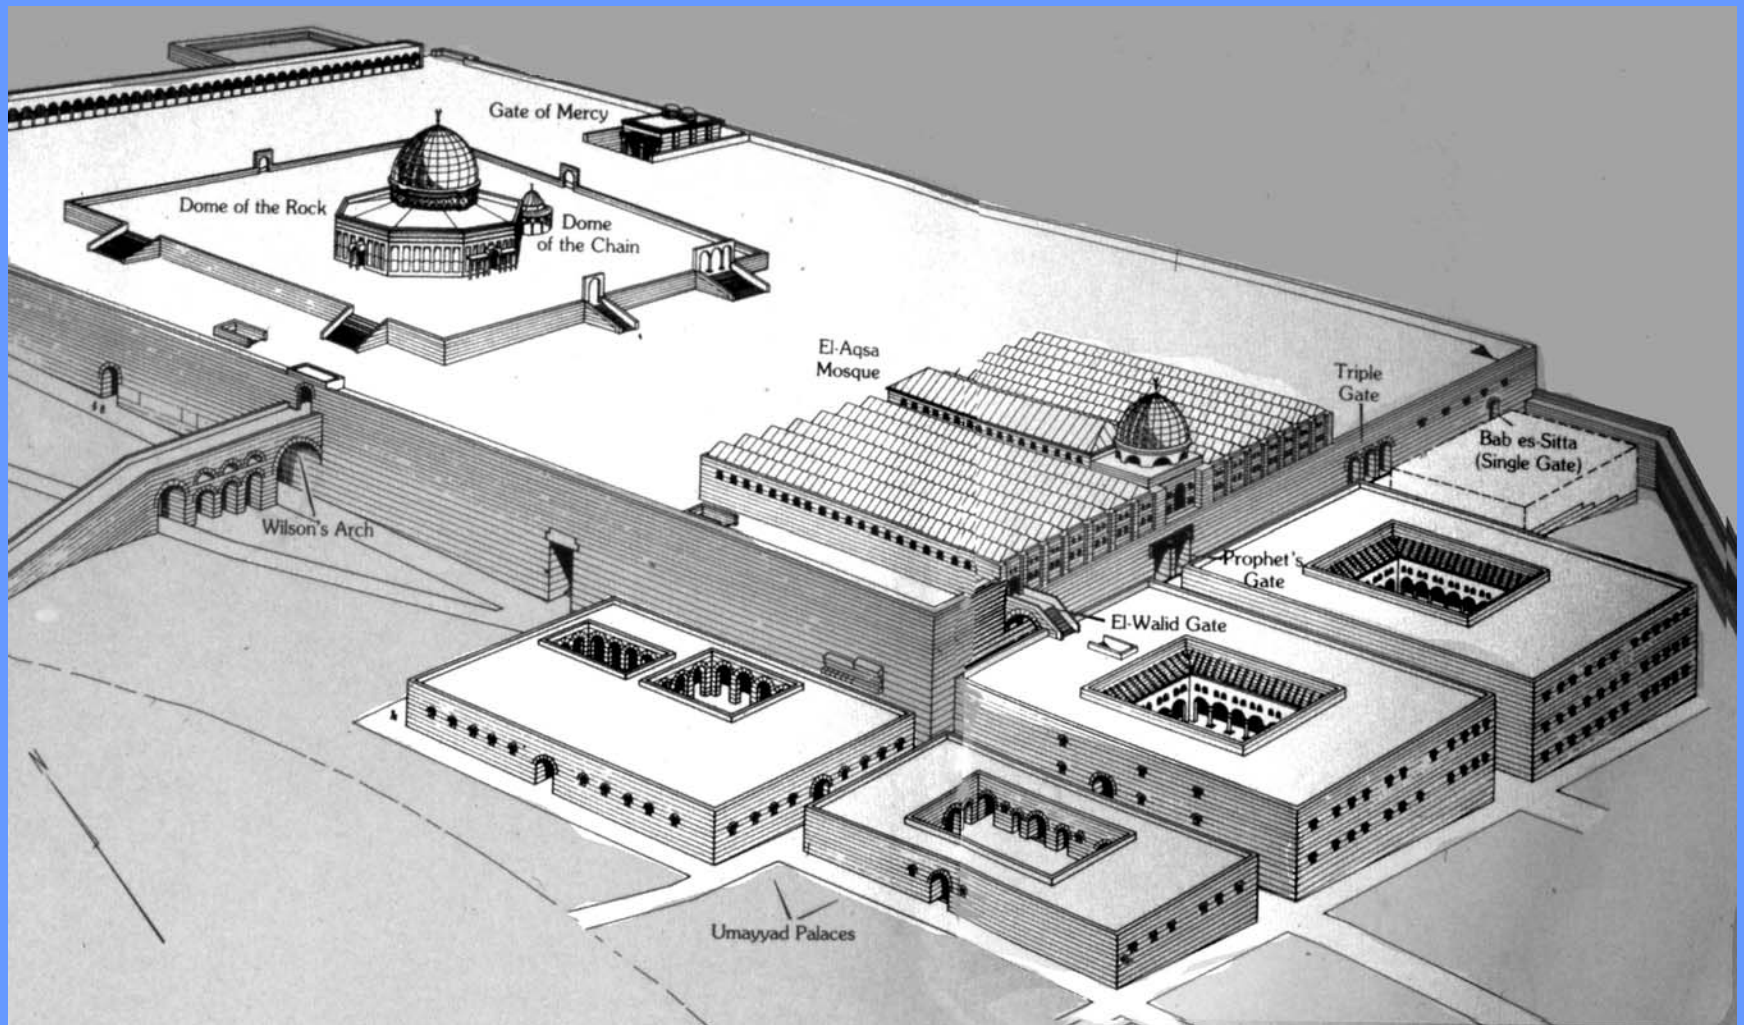 Gate of Mercy
Dome of the Rock
Dome
of the Chain
El-Aqsa
Mosque
Triple
Gate
Bab es-Sitta
(Single Gate)
Wilson's Arch
Prophet's
Gate
El-Walid Gate
Umayyad Palaces